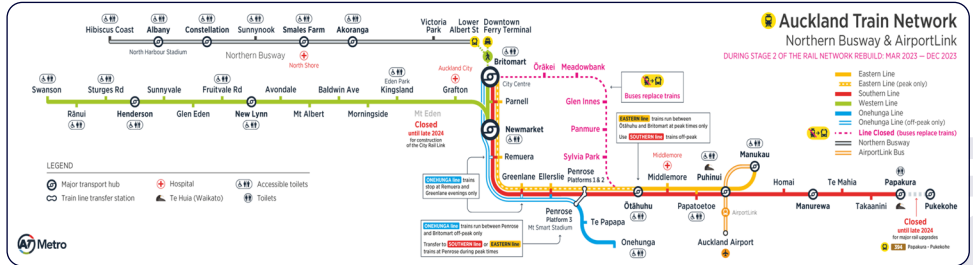 Auckland Train Network
Northern Busway & AirportLink
DURING STAGE 2 OF THE RAIL NETWORK REBUILD: MAR 2023 — DEC 2023
Hibiscus Coast
Albany
Constellation
Sunnynook
Smales Farm
Akoranga
Victoria
Park
Lower
Albert St
Downtown
Ferry Terminal
North Harbour Stadium
Northern Busway
North Shore
Britomart
City Centre
Swanson
Sturges Rd
Sunnyvale
Fruitvale Rd
Avondale
Baldwin Ave
Eden Park
Kingsland
Auckland City
Grafton
Rānui
Henderson
Glen Eden
New Lynn
Mt Albert
Morningside
Mt Eden
Closed
until late 2024
for construction
of the City Rail Link
Parnell
Newmarket
Remuera
Greenlane
Ellerslie
Penrose
Platforms 1 & 2
Ōrākei
Meadowbank
Glen Innes
Panmure
Sylvia Park
Buses replace trains
EASTERN line trains run between
Ōtāhuhu and Britomart at peak times only
Use SOUTHERN line trains off-peak
Eastern Line
Eastern Line (peak only)
Southern Line
Western Line
Onehunga Line
Onehunga Line (off-peak only)
Line Closed (buses replace trains)
Northern Busway
AirportLink Bus
ONEHUNGA line trains
stop at Remuera and
Greenlane evenings only
ONEHUNGA line trains run between Penrose
and Britomart off-peak only
Transfer to SOUTHERN line or EASTERN line
trains at Penrose during peak times
Penrose
Platform 3
Mt Smart Stadium
Te Papapa
Onehunga
Ōtāhuhu
Middlemore
Middlemore
Papatoetoe
Puhinui
Manukau
AirportLink
Auckland Airport
Homai
Manurewa
Te Mahia
Takaanini
Papakura
Pukekohe
Closed
until late 2024
for major rail upgrades
394 Papakura - Pukekohe
LEGEND
Major transport hub
Train line transfer station
Hospital
Te Huia (Waikato)
Accessible toilets
Toilets
AT Metro